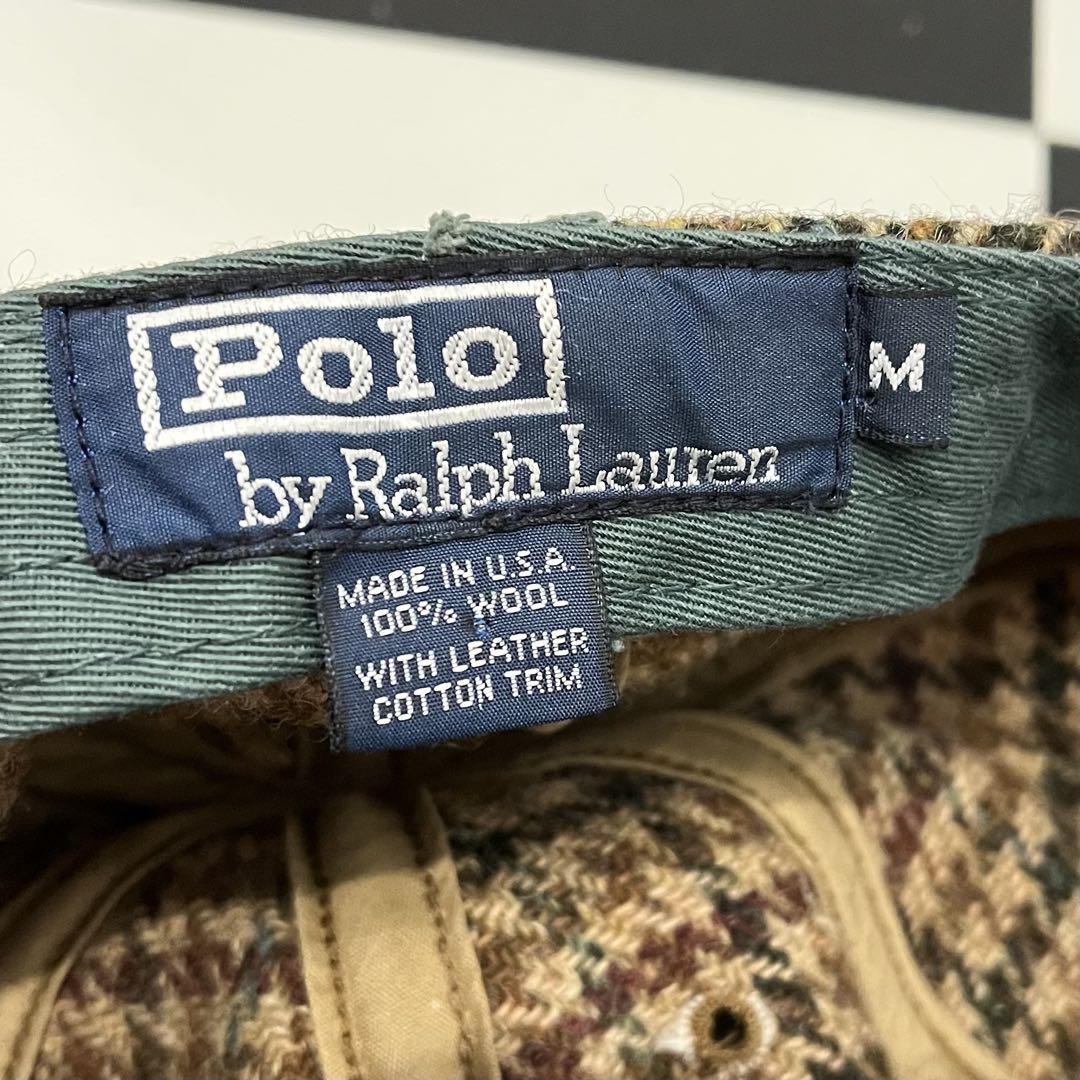 Polo
by Ralph Lauren
M
MADE IN U.S.A.
100% WOOL
WITH LEATHER
COTTON TRIM